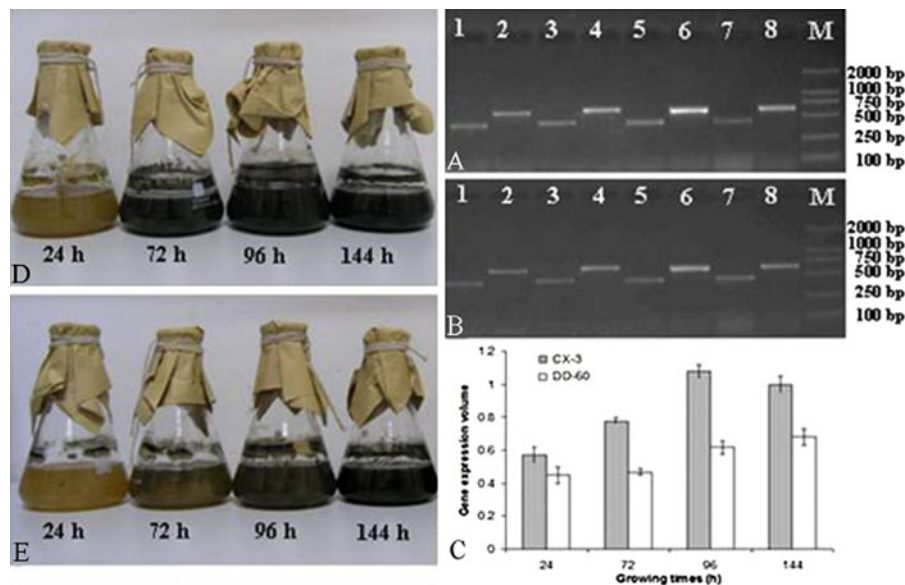 24 h 72 h 96 h 144 h
D
24 h 72 h 96 h 144 h
E
1 2 3 4 5 6 7 8 M
2000 bp
1000 bp
750 bp
500 bp
250 bp
100 bp
A
1 2 3 4 5 6 7 8 M
2000 bp
1000 bp
750 bp
500 bp
250 bp
100 bp
B
CX-3
DD-60
Gene expression volume
1.2
1
0.8
0.6
0.4
0.2
0
24 72 96 144
Growing times (h)
C